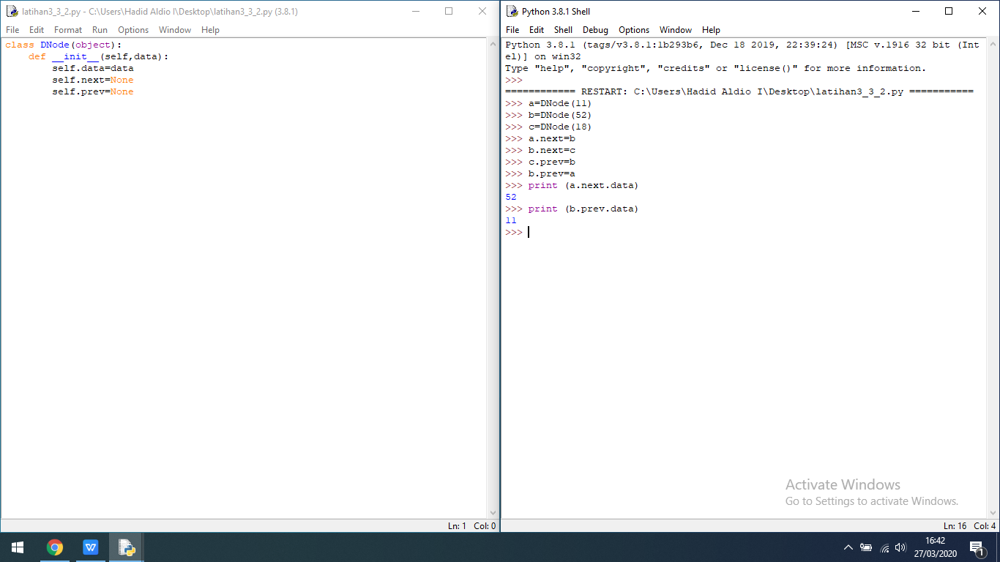 latihan3_3_2.py - C:\Users\Hadid Aldio I\Desktop\latihan3_3_2.py (3.8.1)
File Edit Format Run Options Window Help
class DNode(object):
    def __init__(self,data):
        self.data=data
        self.next=None
        self.prev=None
Ln: 1 Col: 0
Python 3.8.1 Shell
File Edit Shell Debug Options Window Help
Python 3.8.1 (tags/v3.8.1:1b293b6, Dec 18 2019, 22:39:24) [MSC v.1916 32 bit (Int
el)] on win32
Type "help", "copyright", "credits" or "license()" for more information.
>>>
============ RESTART: C:\Users\Hadid Aldio I\Desktop\latihan3_3_2.py ===========
>>> a=DNode(11)
>>> b=DNode(52)
>>> c=DNode(18)
>>> a.next=b
>>> b.next=c
>>> c.prev=b
>>> b.prev=a
>>> print (a.next.data)
52
>>> print (b.prev.data)
11
>>>
Activate Windows
Go to Settings to activate Windows.
Ln: 16 Col: 4
W
16:42
27/03/2020
1